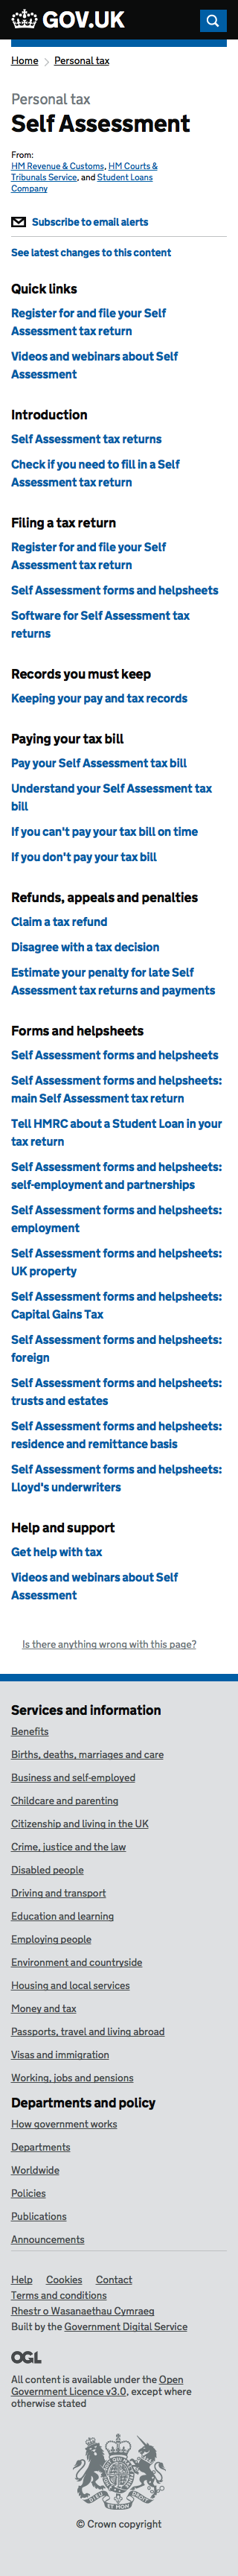 GOV.UK
Home > Personal tax
Personal tax
Self Assessment
From:
HM Revenue & Customs, HM Courts &
Tribunals Service, and Student Loans
Company
Subscribe to email alerts
See latest changes to this content
Quick links
Register for and file your Self
Assessment tax return
Videos and webinars about Self
Assessment
Introduction
Self Assessment tax returns
Check if you need to fill in a Self
Assessment tax return
Filing a tax return
Register for and file your Self
Assessment tax return
Self Assessment forms and helpsheets
Software for Self Assessment tax
returns
Records you must keep
Keeping your pay and tax records
Paying your tax bill
Pay your Self Assessment tax bill
Understand your Self Assessment tax
bill
If you can't pay your tax bill on time
If you don't pay your tax bill
Refunds, appeals and penalties
Claim a tax refund
Disagree with a tax decision
Estimate your penalty for late Self
Assessment tax returns and payments
Forms and helpsheets
Self Assessment forms and helpsheets
Self Assessment forms and helpsheets:
main Self Assessment tax return
Tell HMRC about a Student Loan in your
tax return
Self Assessment forms and helpsheets:
self-employment and partnerships
Self Assessment forms and helpsheets:
employment
Self Assessment forms and helpsheets:
UK property
Self Assessment forms and helpsheets:
Capital Gains Tax
Self Assessment forms and helpsheets:
foreign
Self Assessment forms and helpsheets:
trusts and estates
Self Assessment forms and helpsheets:
residence and remittance basis
Self Assessment forms and helpsheets:
Lloyd's underwriters
Help and support
Get help with tax
Videos and webinars about Self
Assessment
Is there anything wrong with this page?
Services and information
Benefits
Births, deaths, marriages and care
Business and self-employed
Childcare and parenting
Citizenship and living in the UK
Crime, justice and the law
Disabled people
Driving and transport
Education and learning
Employing people
Environment and countryside
Housing and local services
Money and tax
Passports, travel and living abroad
Visas and immigration
Working, jobs and pensions
Departments and policy
How government works
Departments
Worldwide
Policies
Publications
Announcements
Help Cookies Contact
Terms and conditions
Rhestr o Wasanaethau Cymraeg
Built by the Government Digital Service
OGL
All content is available under the Open
Government Licence v3.0, except where
otherwise stated
© Crown copyright